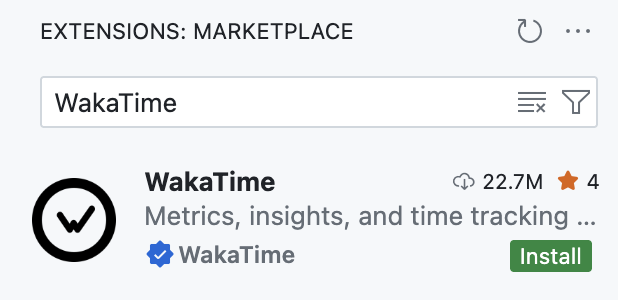 EXTENSIONS: MARKETPLACE
WakaTime
WakaTime 22.7M 4
Metrics, insights, and time tracking ...
WakaTime Install